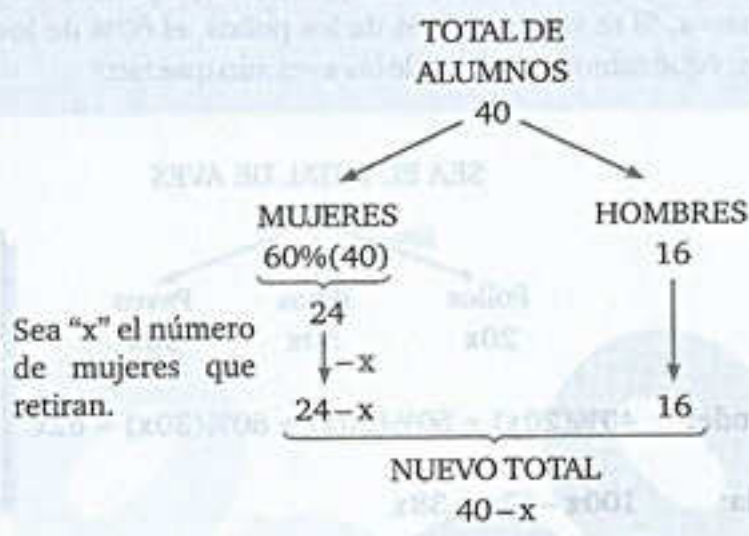 TOTAL DE
ALUMNOS
40
MUJERES
60%(40)
24
-x
24-x
HOMBRES
16
16
Sea "x" el número
de mujeres que
retiran.
NUEVO TOTAL
40-x